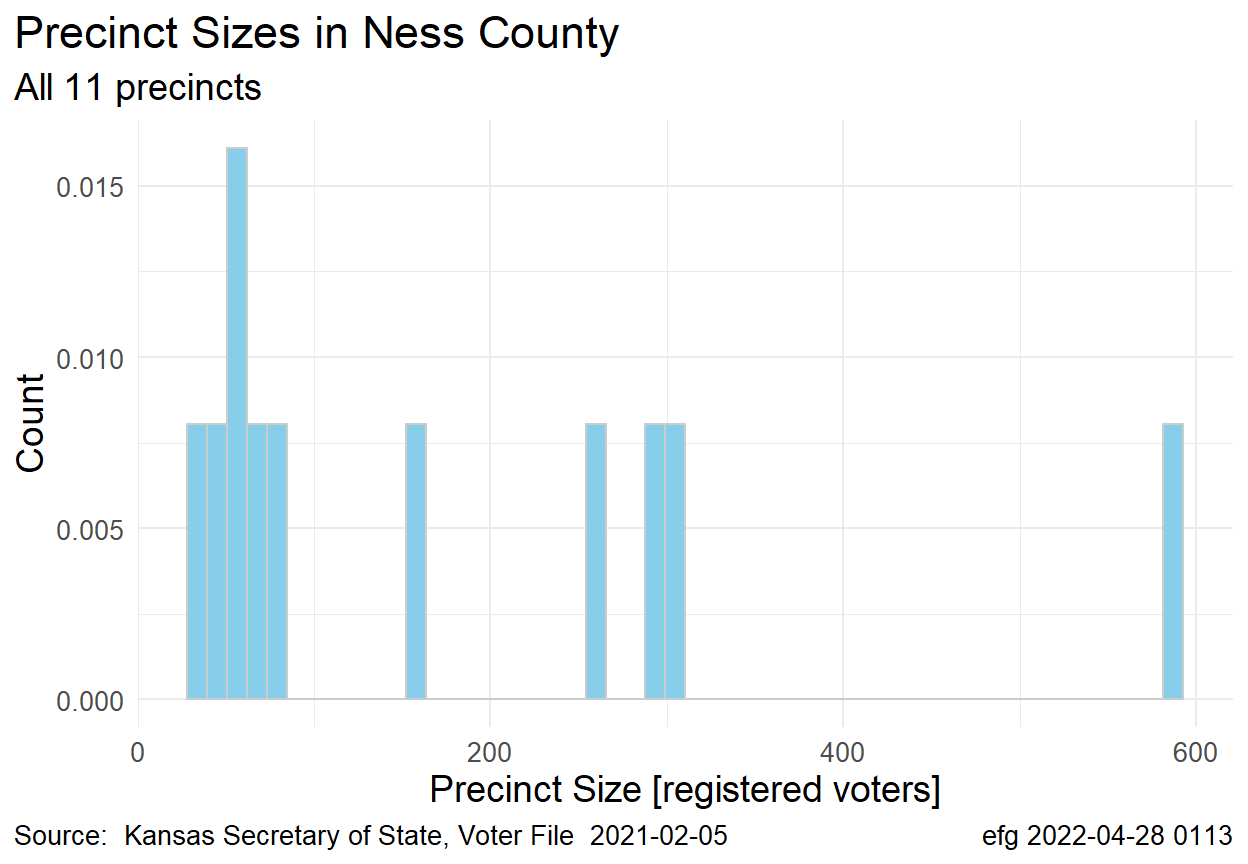 Precinct Sizes in Ness County
All 11 precincts
0.015
0.010
0.005
0.000
Count
0 200 400 600
Precinct Size [registered voters]
Source:  Kansas Secretary of State, Voter File  2021-02-05
efg 2022-04-28 0113